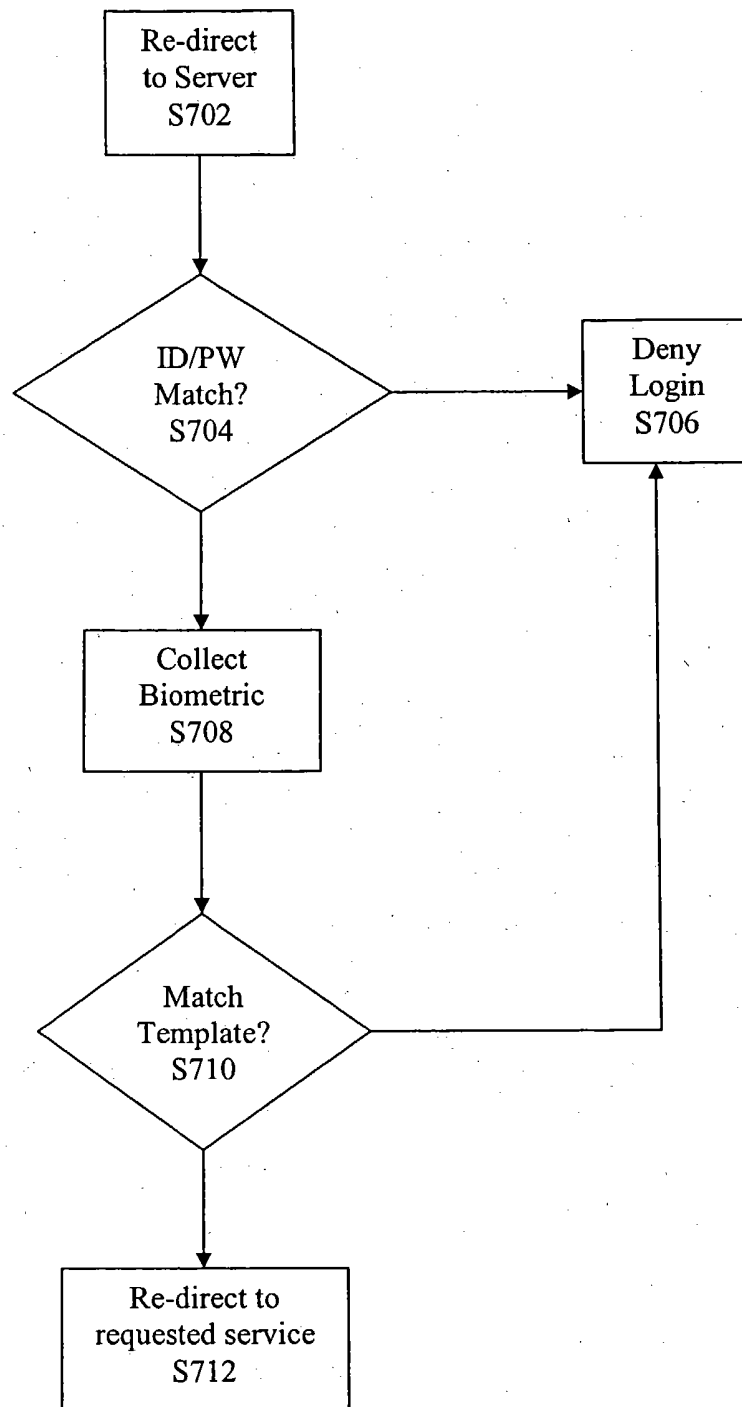 Re-direct
to Server
S702
ID/PW
Match?
S704
Deny
Login
S706
Collect
Biometric
S708
Match
Template?
S710
Re-direct to
requested service
S712